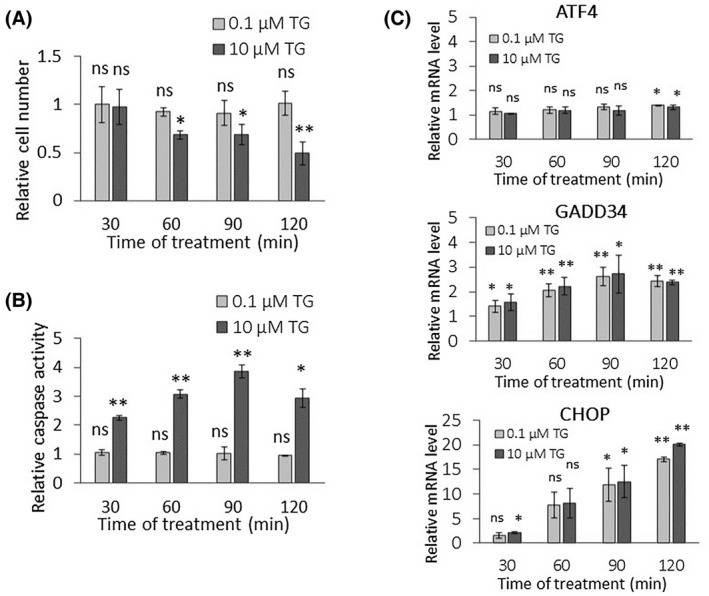 (A)
0.1 µM TG
10 µM TG
Relative cell number
1.5
1
0.5
0
ns ns
ns *
ns *
ns **
30 60 90 120
Time of treatment (min)
(B)
0.1 µM TG
10 µM TG
Relative caspase activity
5
4
3
2
1
0
ns **
ns **
ns **
ns *
30 60 90 120
Time of treatment (min)
(C)
ATF4
0.1 µM TG
10 µM TG
Relative mRNA level
5
4
3
2
1
0
ns ns
ns ns
ns ns
* *
30 60 90 120
Time of treatment (min)
GADD34
0.1 µM TG
10 µM TG
Relative mRNA level
5
4
3
2
1
0
* *
** **
** *
** **
30 60 90 120
Time of treatment (min)
CHOP
0.1 µM TG
10 µM TG
Relative mRNA level
25
20
15
10
5
0
ns *
ns ns
* *
** **
30 60 90 120
Time of treatment (min)